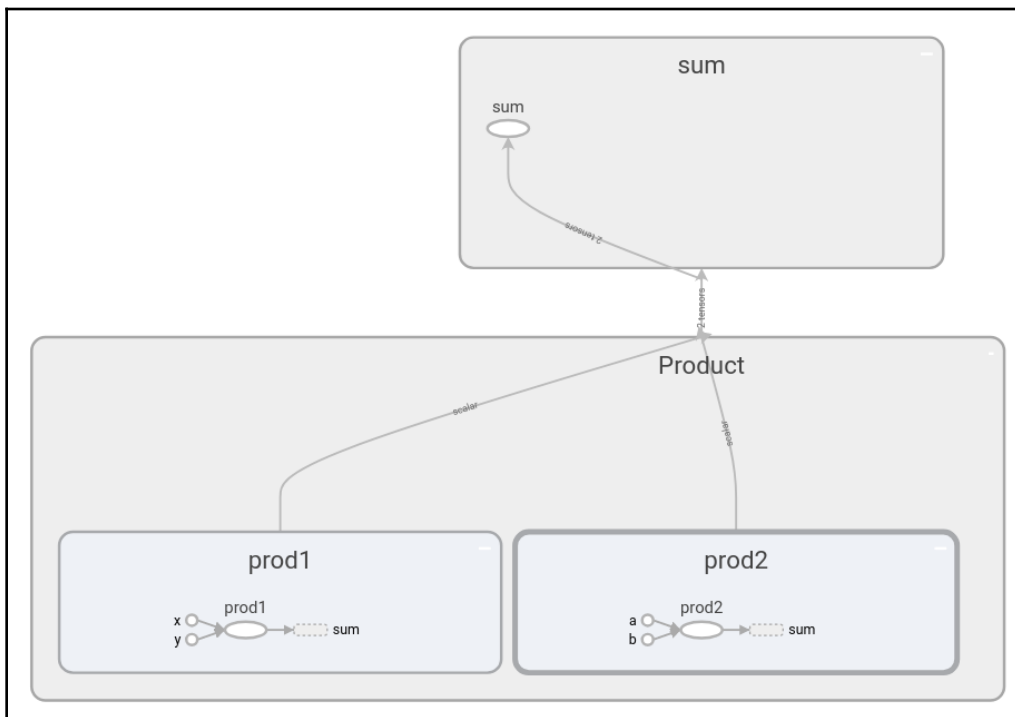 sum
sum
2 tensors
2 tensors
Product
scalar
scalar
prod1
prod1
x
y
sum
prod2
prod2
a
b
sum